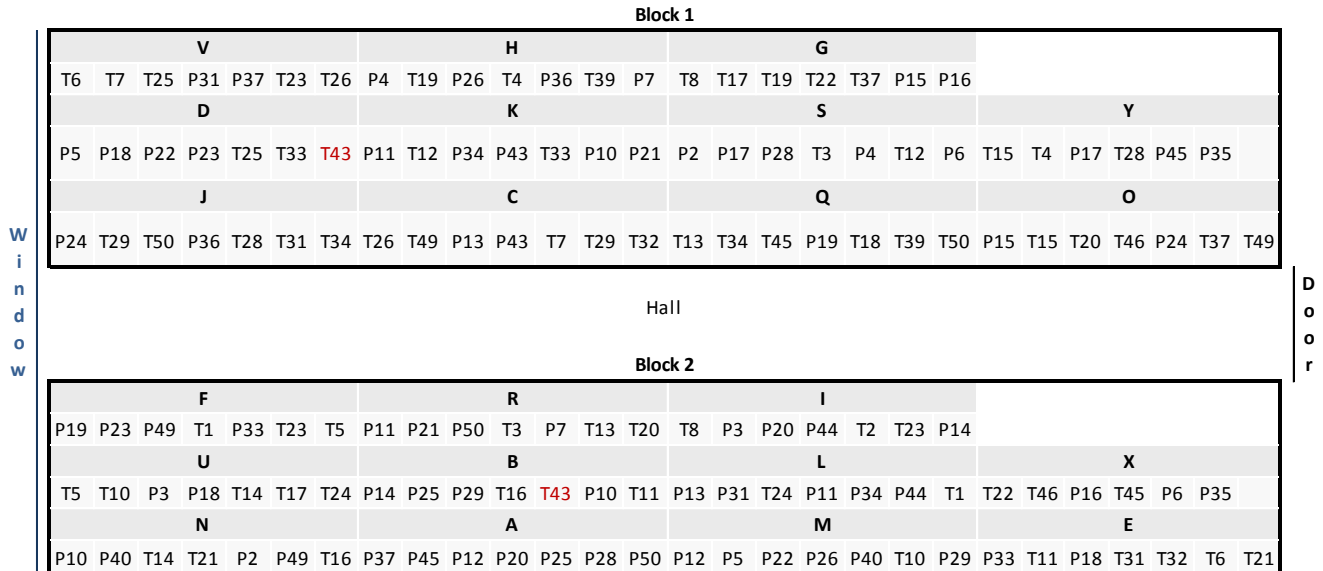 Block 1
V H G
T6 T7 T25 P31 P37 T23 T26 P4 T19 P26 T4 P36 T39 P7 T8 T17 T19 T22 T37 P15 P16
D K S Y
P5 P18 P22 P23 T25 T33 T43 P11 T12 P34 P43 T33 P10 P21 P2 P17 P28 T3 P4 T12 P6 T15 T4 P17 T28 P45 P35
J C Q O
P24 T29 T50 P36 T28 T31 T34 T26 T49 P13 P43 T7 T29 T32 T13 T34 T45 P19 T18 T39 T50 P15 T15 T20 T46 P24 T37 T49
Window
Hall
Door
Block 2
F R I
P19 P23 P49 T1 P33 T23 T5 P11 P21 P50 T3 P7 T13 T20 T8 P3 P20 P44 T2 T23 P14
U B L X
T5 T10 P3 P18 T14 T17 T24 P14 P25 P29 T16 T43 P10 T11 P13 P31 T24 P11 P34 P44 T1 T22 T46 P16 T45 P6 P35
N A M E
P10 P40 T14 T21 P2 P49 T16 P37 P45 P12 P20 P25 P28 P50 P12 P5 P22 P26 P40 T10 P29 P33 T11 P18 T31 T32 T6 T21